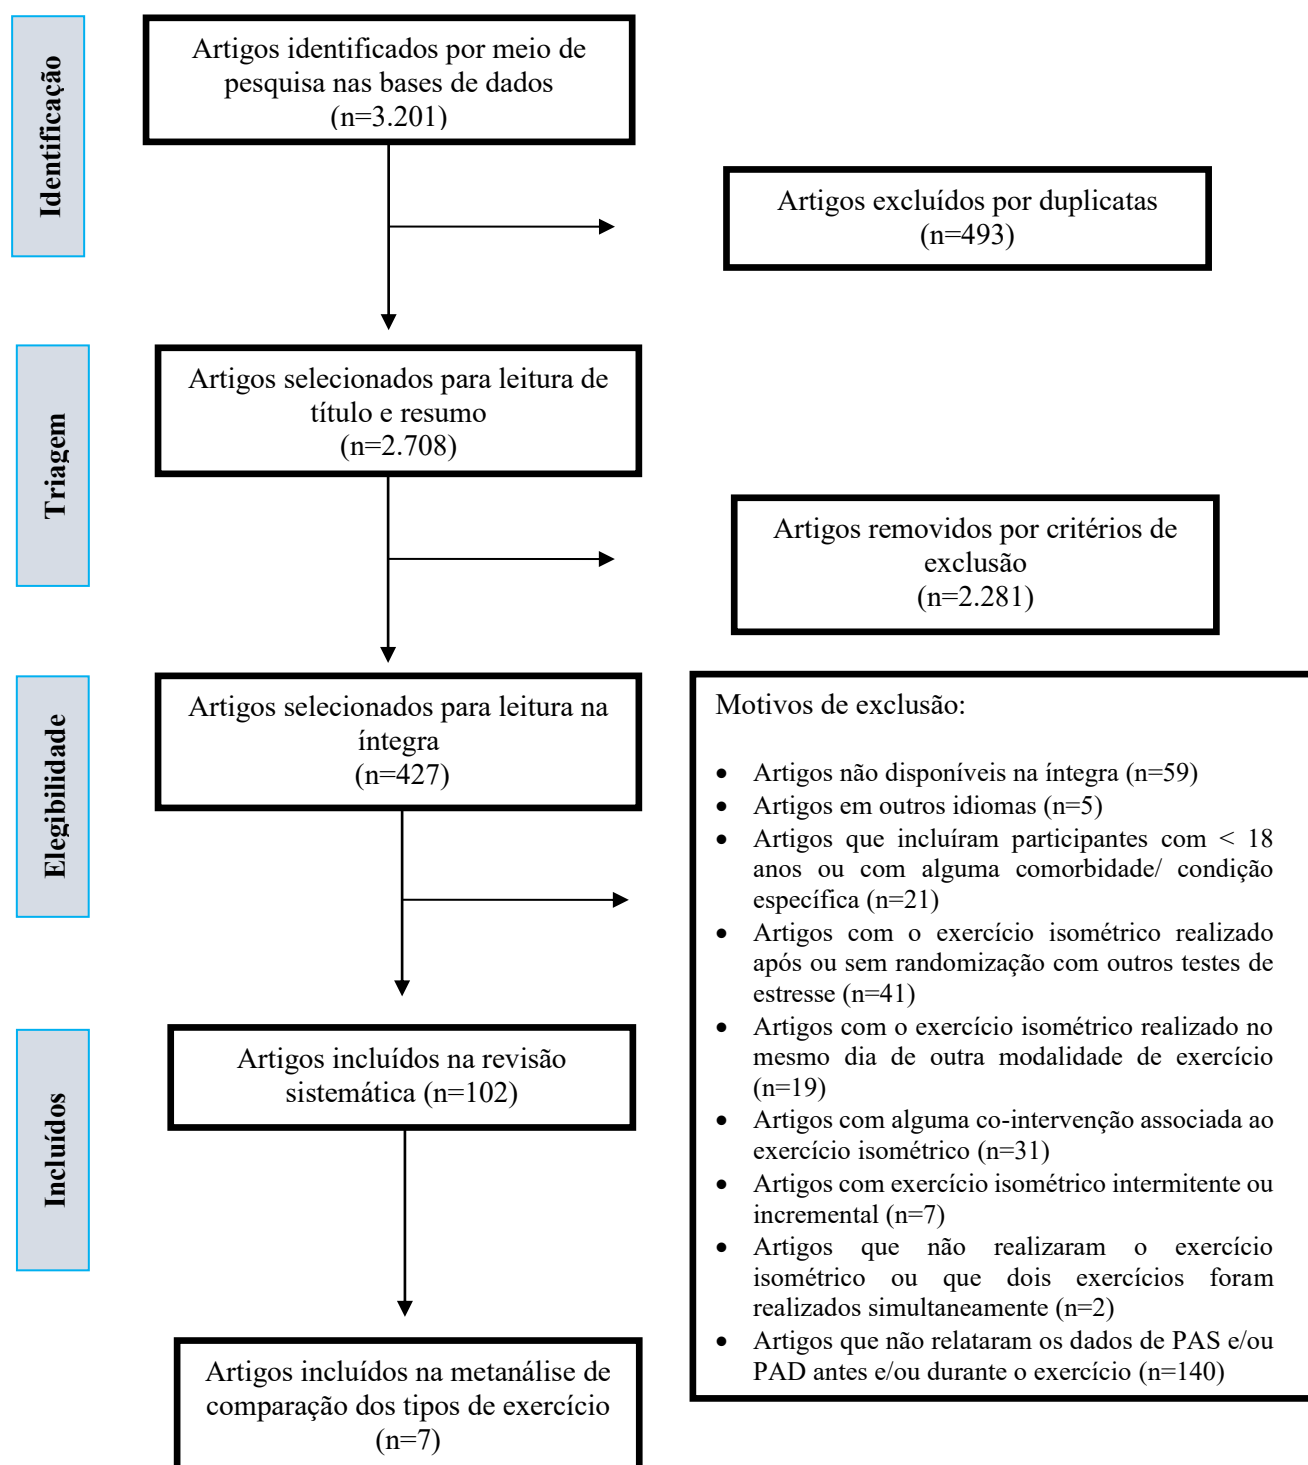 Identificação
Artigos identificados por meio de
pesquisa nas bases de dados
(n=3.201)
Artigos excluídos por duplicatas
(n=493)
Triagem
Artigos selecionados para leitura de
título e resumo
(n=2.708)
Artigos removidos por critérios de
exclusão
(n=2.281)
Elegibilidade
Artigos selecionados para leitura na
íntegra
(n=427)
Motivos de exclusão:
• Artigos não disponíveis na íntegra (n=59)
• Artigos em outros idiomas (n=5)
• Artigos que incluíram participantes com < 18
anos ou com alguma comorbidade/ condição
específica (n=21)
• Artigos com o exercício isométrico realizado
após ou sem randomização com outros testes de
estresse (n=41)
• Artigos com o exercício isométrico realizado no
mesmo dia de outra modalidade de exercício
(n=19)
• Artigos com alguma co-intervenção associada ao
exercício isométrico (n=31)
• Artigos com exercício isométrico intermitente ou
incremental (n=7)
• Artigos que não realizaram o exercício
isométrico ou que dois exercícios foram
realizados simultaneamente (n=2)
• Artigos que não relataram os dados de PAS e/ou
PAD antes e/ou durante o exercício (n=140)
Incluídos
Artigos incluídos na revisão
sistemática (n=102)
Artigos incluídos na metanálise de
comparação dos tipos de exercício
(n=7)